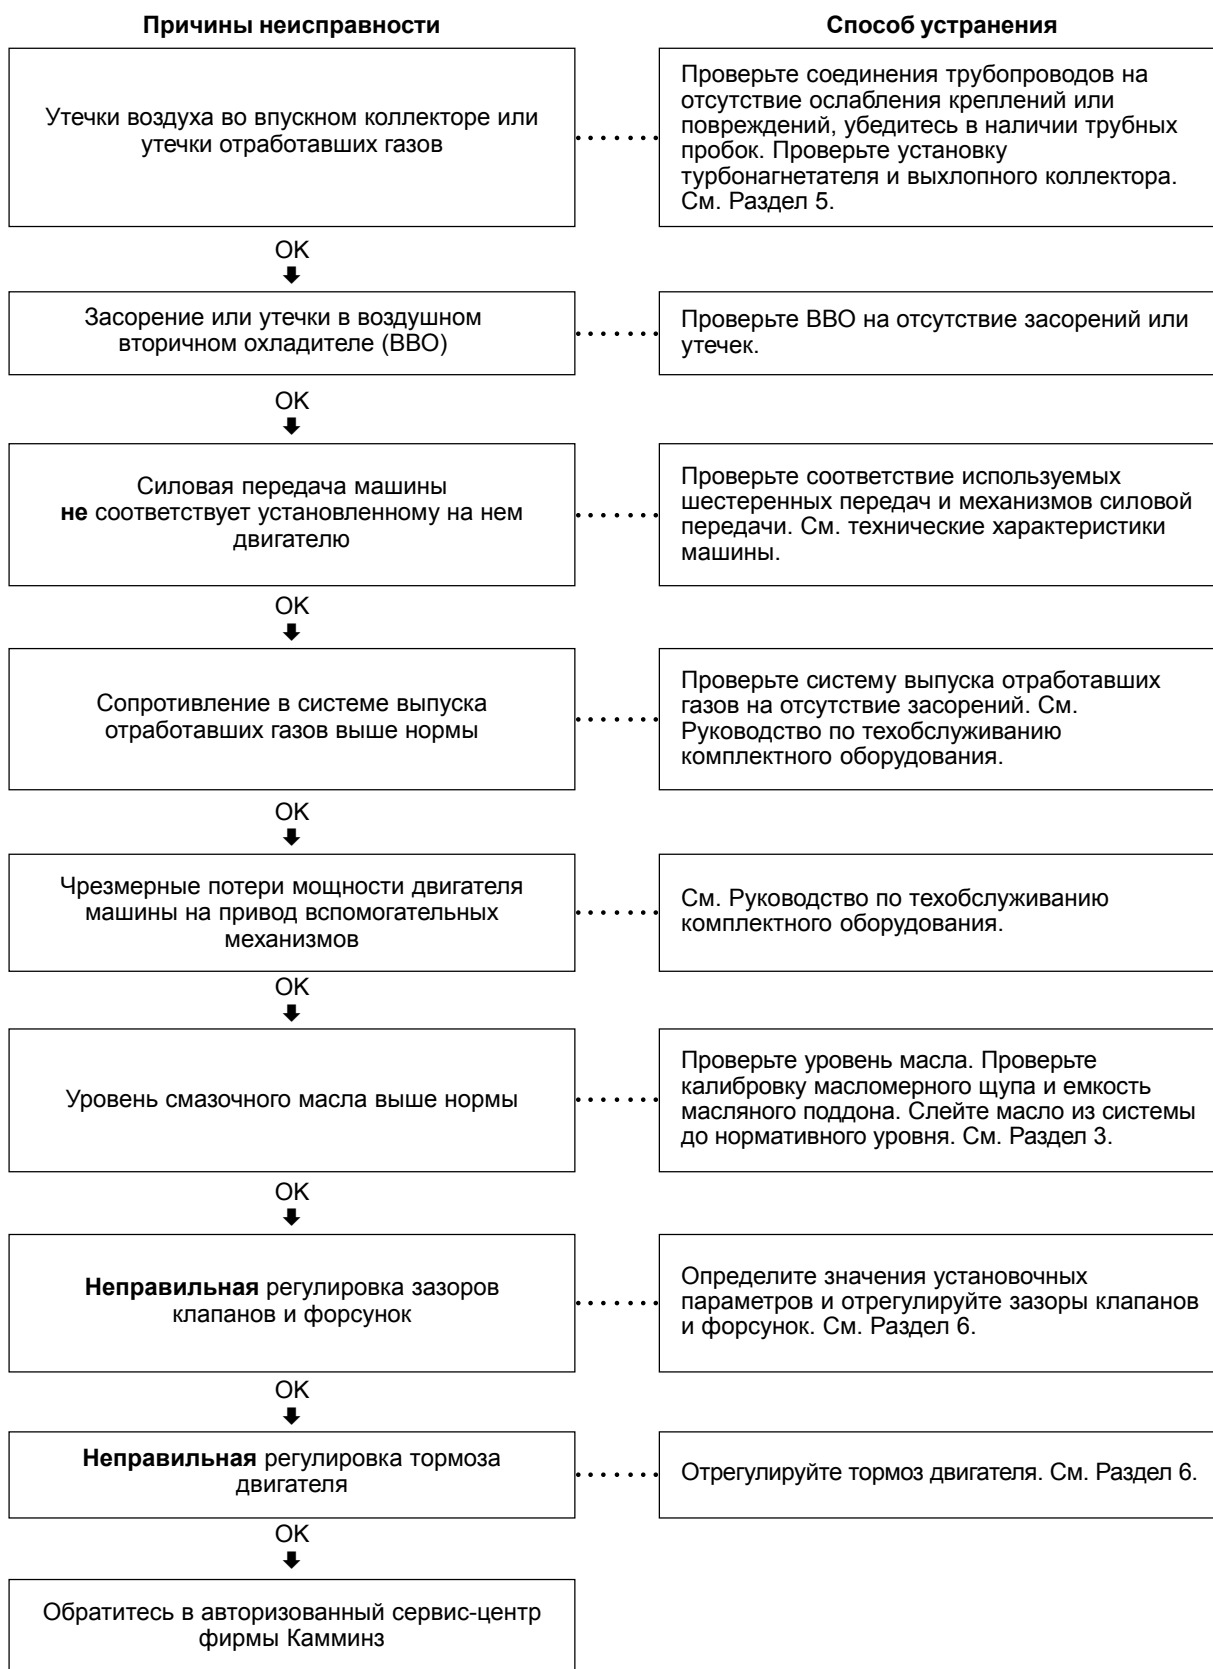 Причины неисправности
Способ устранения
Утечки воздуха во впускном коллекторе или
утечки отработавших газов
Проверьте соединения трубопроводов на
отсутствие ослабления креплений или
повреждений, убедитесь в наличии трубных
пробок. Проверьте установку
турбонагнетателя и выхлопного коллектора.
См. Раздел 5.
OK
Засорение или утечки в воздушном
вторичном охладителе (ВВО)
Проверьте ВВО на отсутствие засорений или
утечек.
OK
Силовая передача машины
не соответствует установленному на нем
двигателю
Проверьте соответствие используемых
шестеренных передач и механизмов силовой
передачи. См. технические характеристики
машины.
OK
Сопротивление в системе выпуска
отработавших газов выше нормы
Проверьте систему выпуска отработавших
газов на отсутствие засорений. См.
Руководство по техобслуживанию
комплектного оборудования.
OK
Чрезмерные потери мощности двигателя
машины на привод вспомогательных
механизмов
См. Руководство по техобслуживанию
комплектного оборудования.
OK
Уровень смазочного масла выше нормы
Проверьте уровень масла. Проверьте
калибровку масломерного щупа и емкость
масляного поддона. Слейте масло из системы
до нормативного уровня. См. Раздел 3.
OK
Неправильная регулировка зазоров
клапанов и форсунок
Определите значения установочных
параметров и отрегулируйте зазоры клапанов
и форсунок. См. Раздел 6.
OK
Неправильная регулировка тормоза
двигателя
Отрегулируйте тормоз двигателя. См. Раздел 6.
OK
Обратитесь в авторизованный сервис-центр
фирмы Камминз